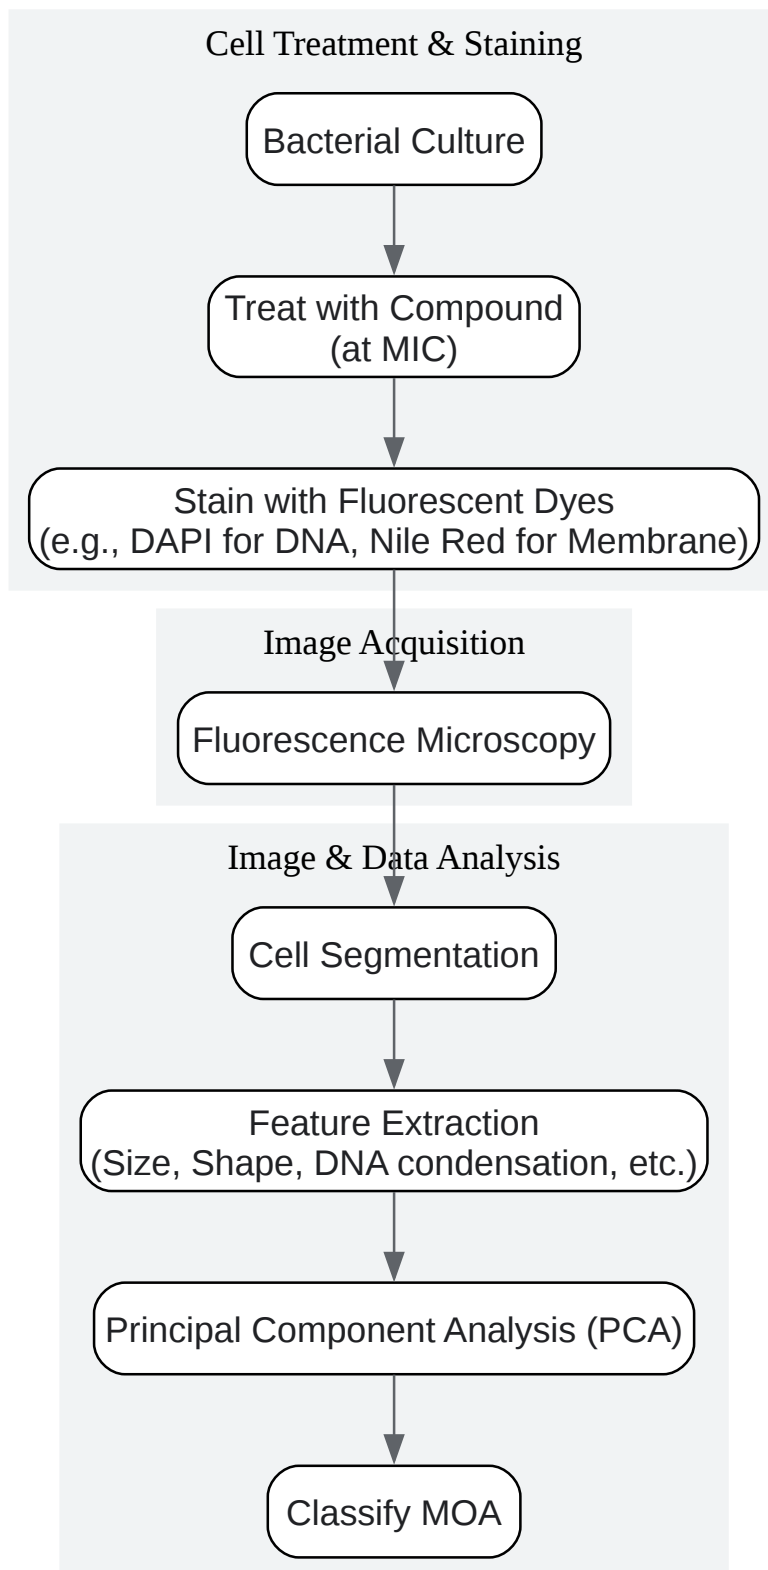 Cell Treatment & Staining
Bacterial Culture
Treat with Compound
(at MIC)
Stain with Fluorescent Dyes
(e.g., DAPI for DNA, Nile Red for Membrane)
Image Acquisition
Fluorescence Microscopy
Image & Data Analysis
Cell Segmentation
Feature Extraction
(Size, Shape, DNA condensation, etc.)
Principal Component Analysis (PCA)
Classify MOA